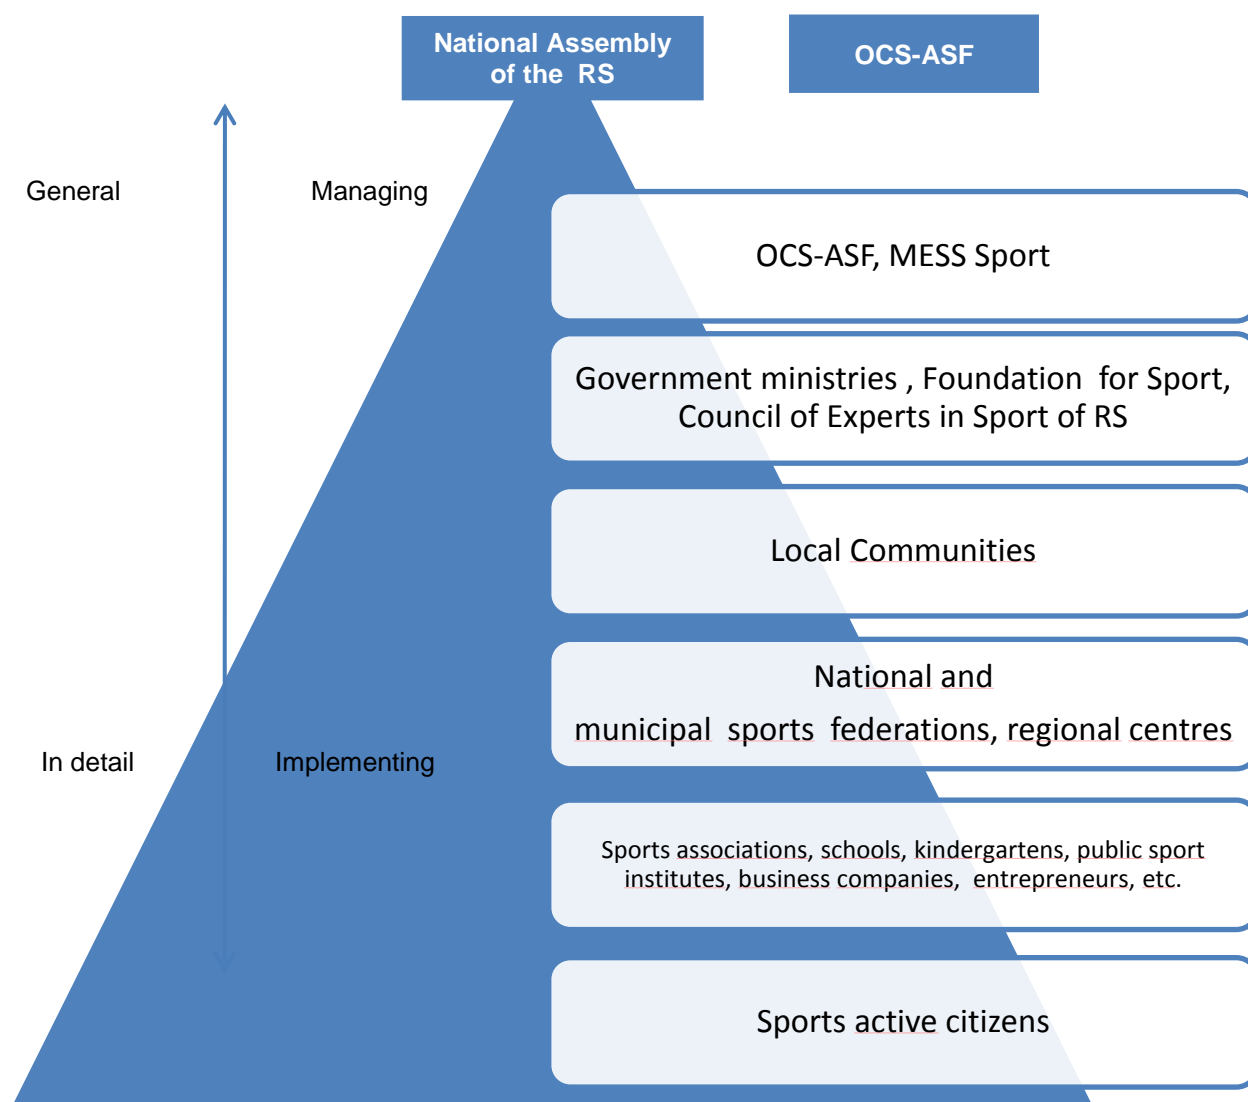 National Assembly
of the RS
OCS-ASF
General
Managing
OCS-ASF, MESS Sport
Government ministries , Foundation for Sport,
Council of Experts in Sport of RS
Local Communities
National and
municipal sports federations, regional centres
In detail
Implementing
Sports associations, schools, kindergartens, public sport
institutes, business companies, entrepreneurs, etc.
Sports active citizens